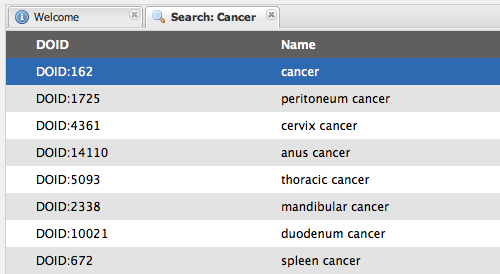 Welcome Search: Cancer
DOID Name
DOID:162 cancer
DOID:1725 peritoneum cancer
DOID:4361 cervix cancer
DOID:14110 anus cancer
DOID:5093 thoracic cancer
DOID:2338 mandibular cancer
DOID:10021 duodenum cancer
DOID:672 spleen cancer